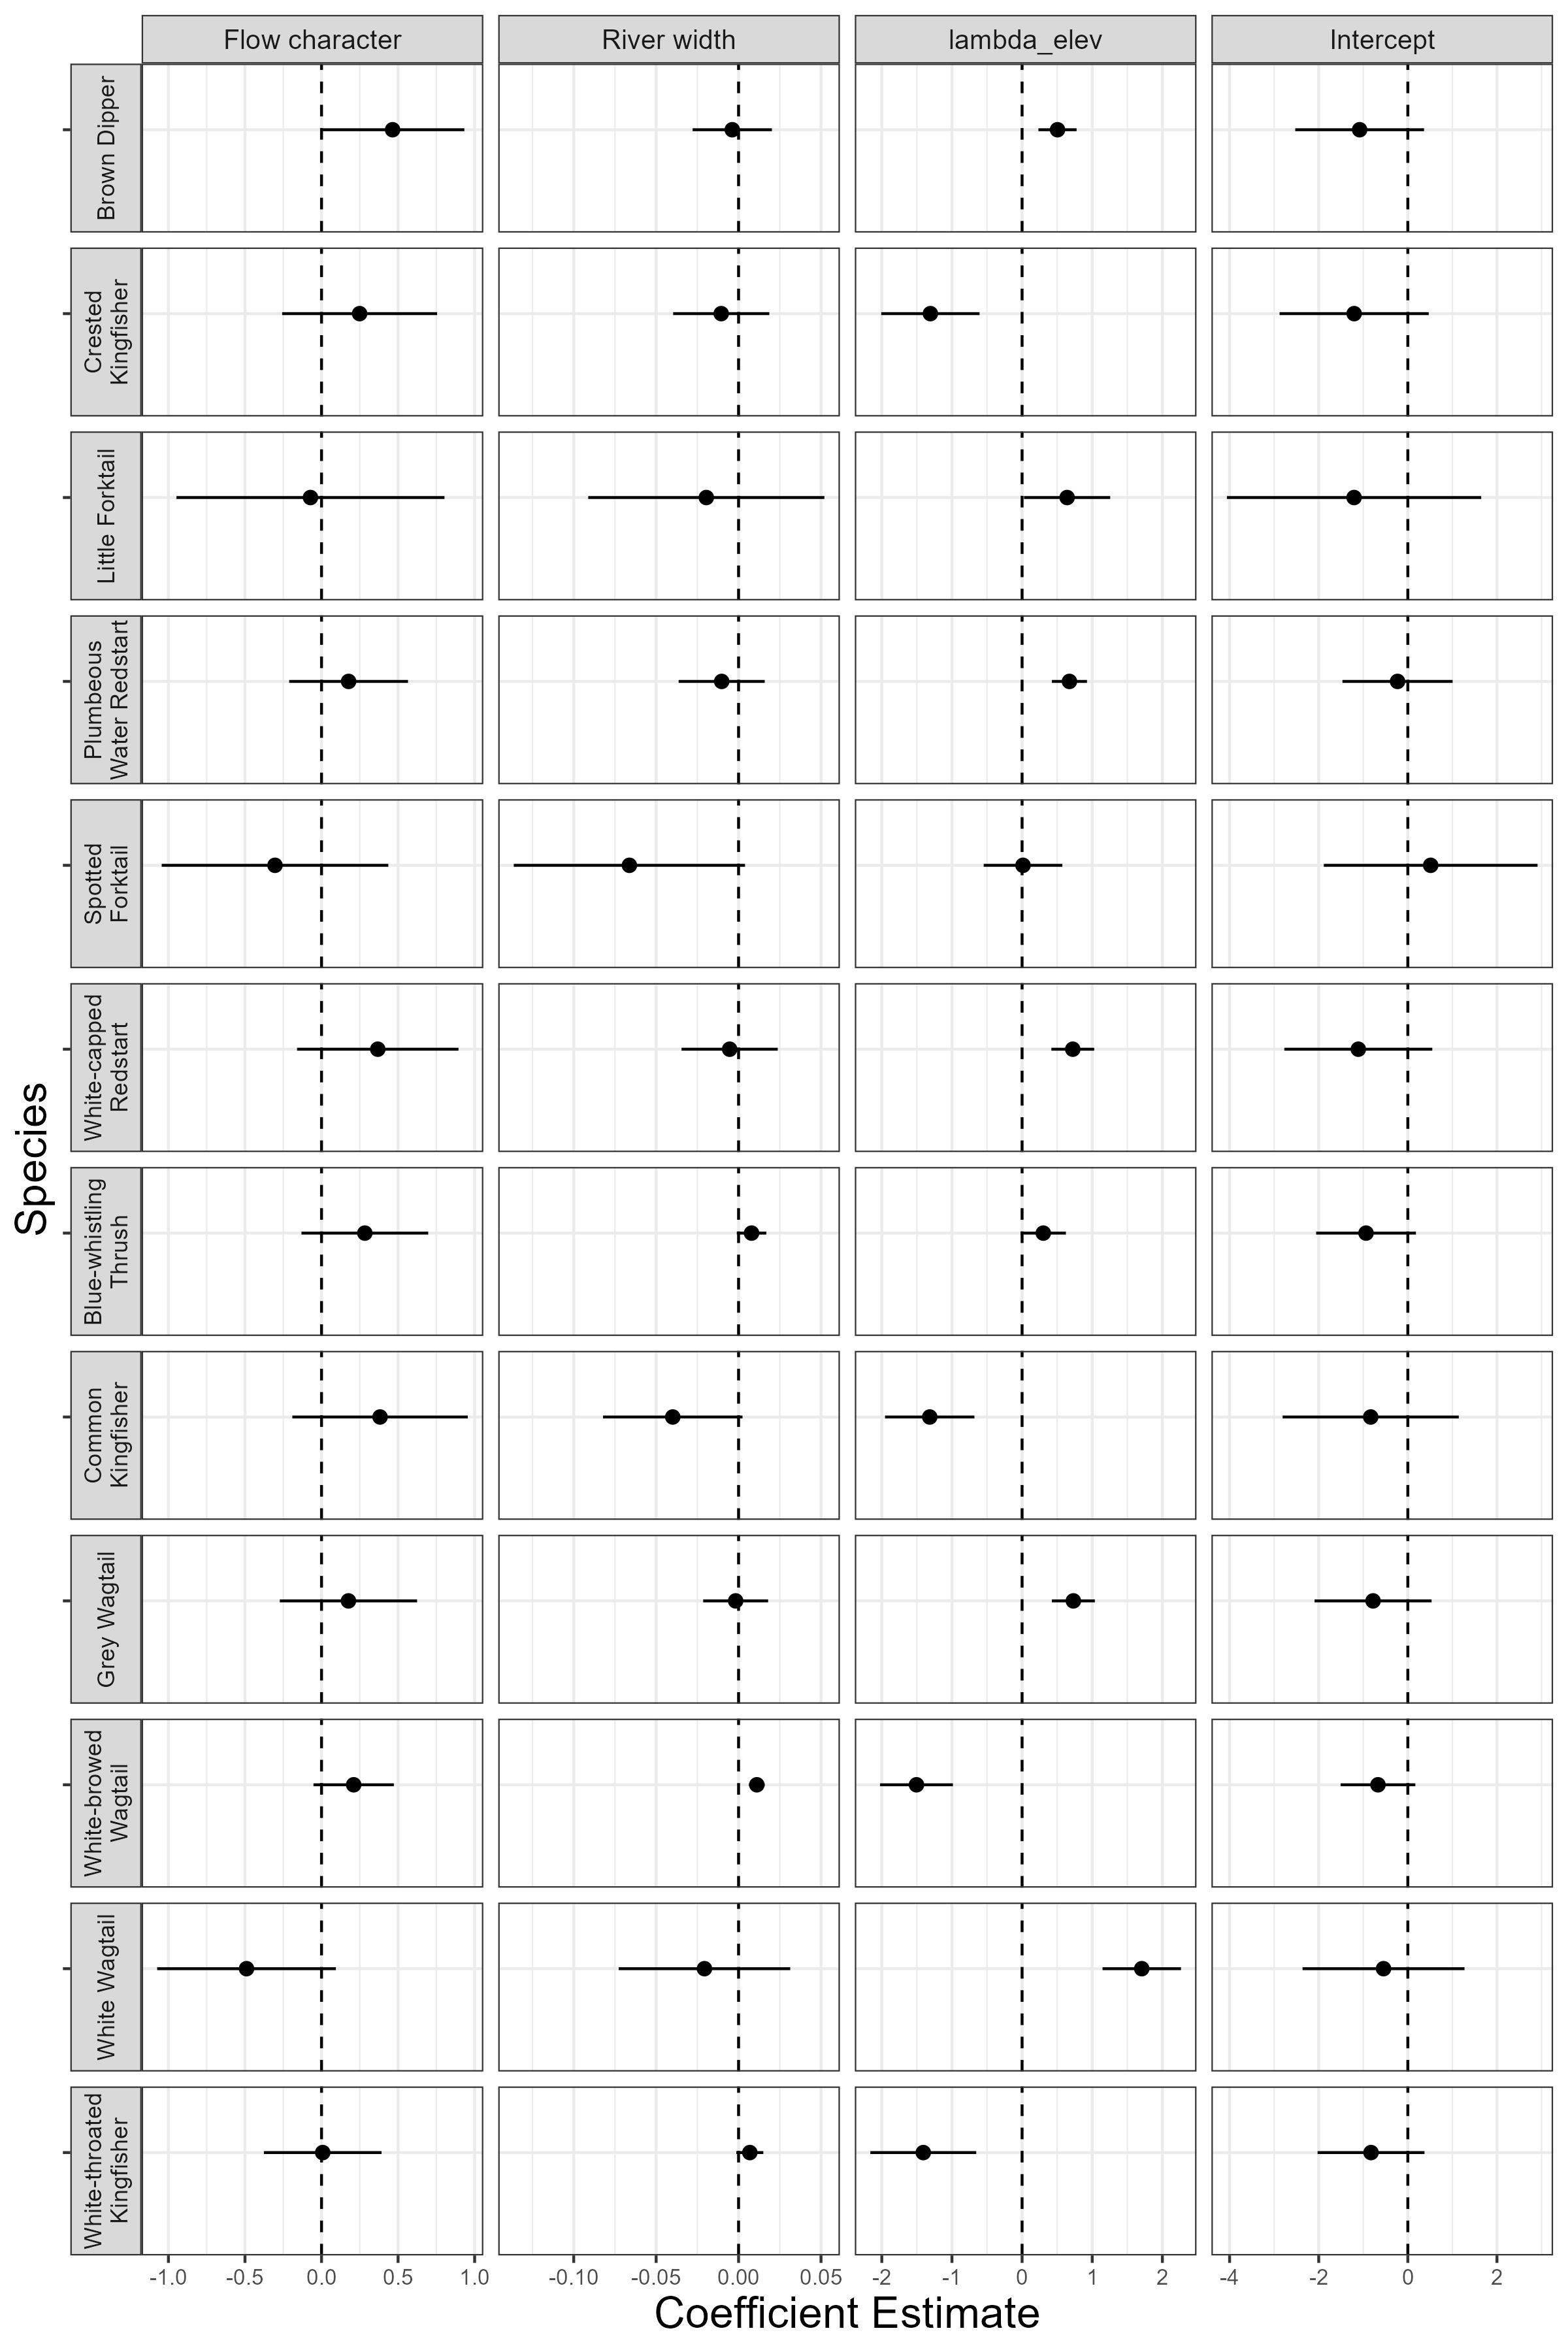 Flow character
River width
lambda_elev
Intercept
Brown Dipper
Crested
Kingfisher
Little Forktail
Plumbeous
Water Redstart
Spotted
Forktail
White-capped
Redstart
Blue-whistling
Thrush
Common
Kingfisher
Grey Wagtail
White-browed
Wagtail
White Wagtail
White-throated
Kingfisher
Species
-1.0 -0.5 0.0 0.5 1.0
-0.10 -0.05 0.00 0.05
-2 -1 0 1 2
-4 -2 0 2
Coefficient Estimate